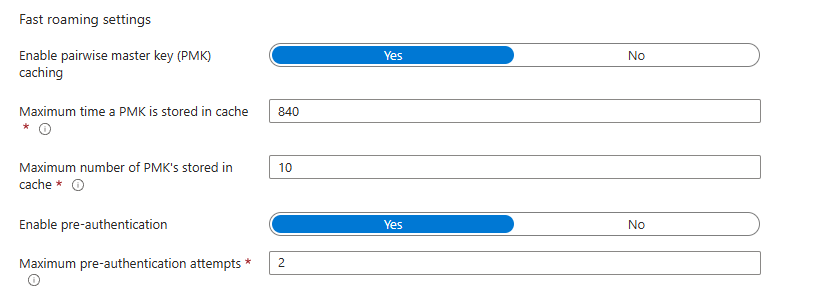 Fast roaming settings
Enable pairwise master key (PMK) caching
Yes No
Maximum time a PMK is stored in cache * 840
Maximum number of PMK's stored in cache * 10
Enable pre-authentication Yes No
Maximum pre-authentication attempts * 2